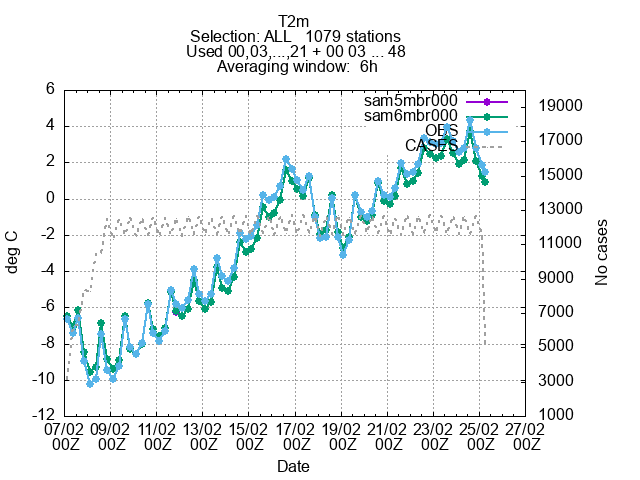 T2m
Selection: ALL   1079 stations
Used 00,03,...,21 + 00 03 ... 48
Averaging window:  6h
sam5mbr000
sam6mbr000
OBS
CASES
6
4
2
0
-2
-4
-6
-8
-10
-12
deg C
19000
17000
15000
13000
11000
9000
7000
5000
3000
1000
No cases
07/02 09/02 11/02 13/02 15/02 17/02 19/02 21/02 23/02 25/02 27/02
00Z 00Z 00Z 00Z 00Z 00Z 00Z 00Z 00Z 00Z 00Z
Date